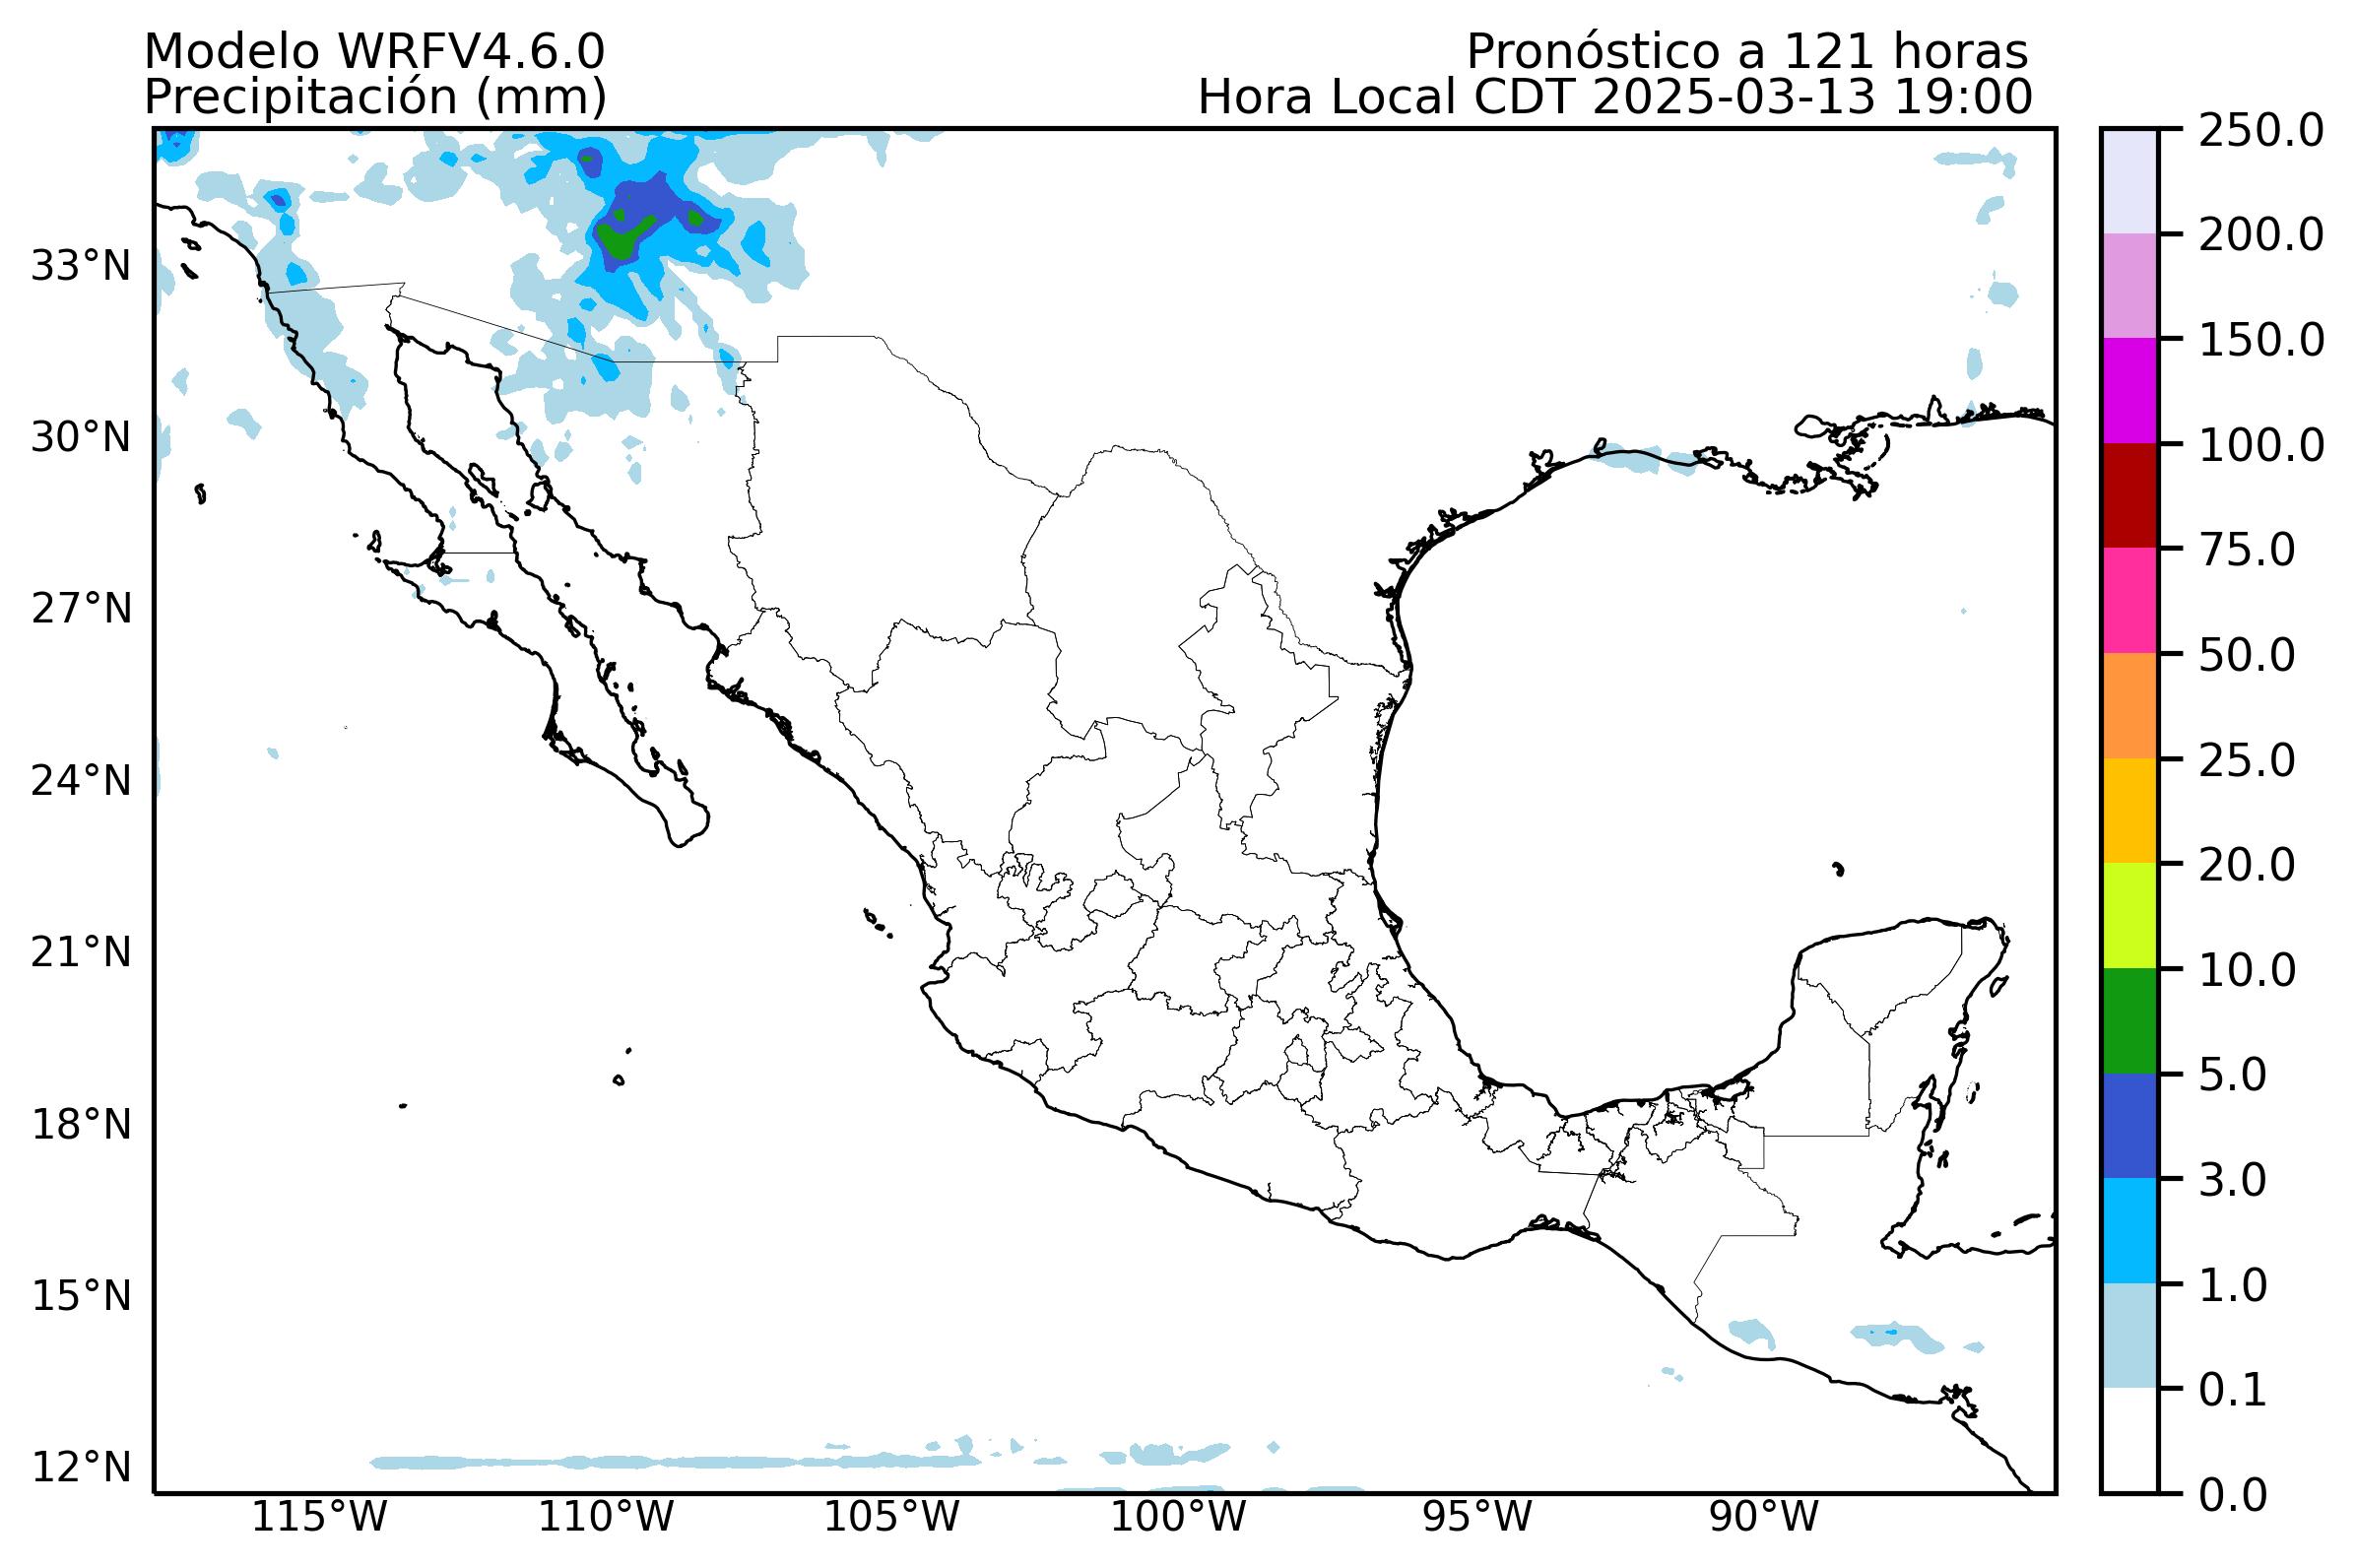 Modelo WRFV4.6.0
Precipitación (mm)
Pronóstico a 121 horas
Hora Local CDT 2025-03-13 19:00
33°N
30°N
27°N
24°N
21°N
18°N
15°N
12°N
115°W
110°W
105°W
100°W
95°W
90°W
250.0
200.0
150.0
100.0
75.0
50.0
25.0
20.0
10.0
5.0
3.0
1.0
0.1
0.0